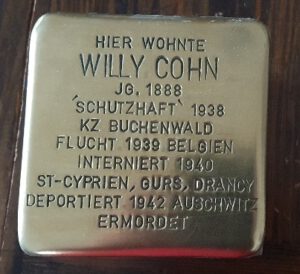 HIER WOHNTE
WILLY COHN
JG. 1888
'SCHUTZHAFT' 1938
KZ BUCHENWALD
FLUCHT 1939 BELGIEN
INTERNIERT 1940
ST-CYPRIEN, GURS, DRANCY
DEPORTIERT 1942 AUSCHWITZ
ERMORDET